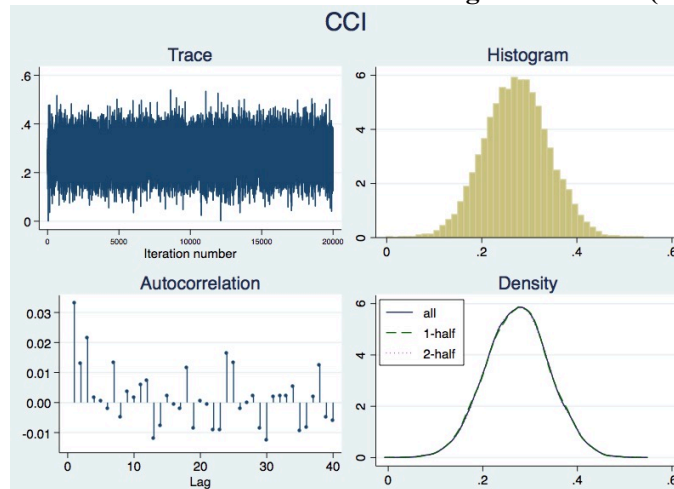 CCI
Trace
.6
.4
.2
0
0 5000 10000 15000 20000
Iteration number
Histogram
6
4
2
0
0 .2 .4 .6
Autocorrelation
0.03
0.02
0.01
0.00
-0.01
0 10 20 30 40
Lag
Density
all
1-half
2-half
6
4
2
0
0 .2 .4 .6